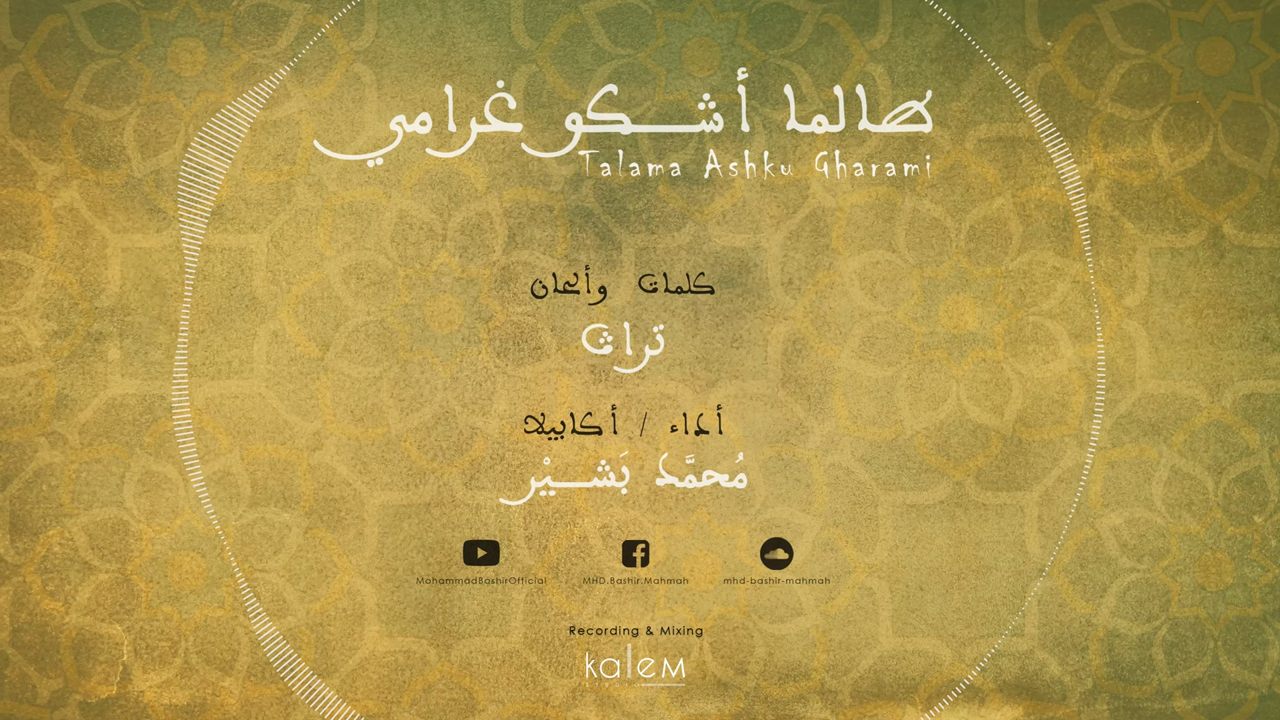 طالما أشكو غرامي
Talama Ashku Gharami
كلمات وألحان
تراث
أداء / أكابيلا
مُحمَّد بَشيْر
MohammadBashirOfficial
MHD.Bashir.Mahmah
mhd-bashir-mahmah
Recording & Mixing
kalem